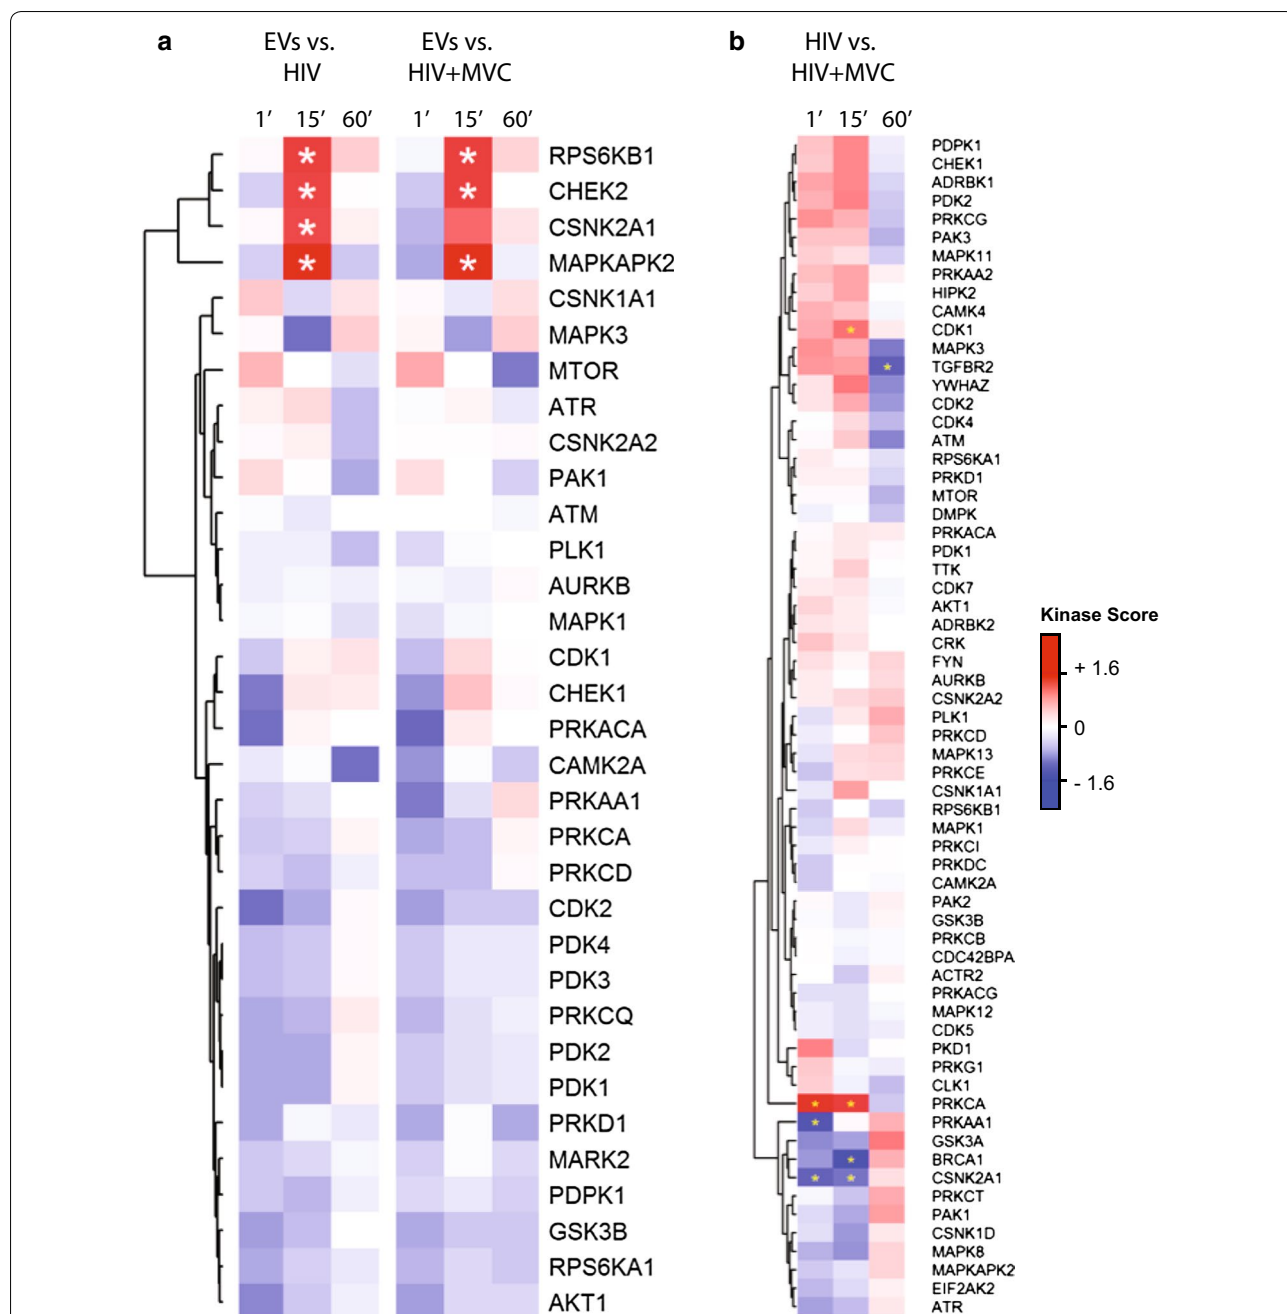 a
EVs vs.
HIV
EVs vs.
HIV+MVC
1’ 15’ 60’ 1’ 15’ 60’
* * RPS6KB1
* * CHEK2
* CSNK2A1
* * MAPKAPK2
CSNK1A1
MAPK3
MTOR
ATR
CSNK2A2
PAK1
ATM
PLK1
AURKB
MAPK1
CDK1
CHEK1
PRKACA
CAMK2A
PRKAA1
PRKCA
PRKCD
CDK2
PDK4
PDK3
PRKCQ
PDK2
PDK1
PRKD1
MARK2
PDPK1
GSK3B
RPS6KA1
AKT1
b
HIV vs.
HIV+MVC
1’ 15’ 60’
PDPK1
CHEK1
ADRBK1
PDK2
PRKCG
PAK3
MAPK11
PRKAA2
HIPK2
CAMK4
* CDK1
MAPK3
* TGFBR2
YWHAZ
CDK2
CDK4
ATM
RPS6KA1
PRKD1
MTOR
DMPK
PRKACA
PDK1
TTK
CDK7
AKT1
ADRBK2
CRK
FYN
AURKB
CSNK2A2
PLK1
PRKCD
MAPK13
PRKCE
CSNK1A1
RPS6KB1
MAPK1
PRKCI
PRKDC
CAMK2A
PAK2
GSK3B
PRKCB
CDC42BPA
ACTR2
PRKACG
MAPK12
CDK5
PKD1
PRKG1
CLK1
* * PRKCA
* PRKAA1
GSK3A
* BRCA1
* * CSNK2A1
PRKCT
PAK1
CSNK1D
MAPK8
MAPKAPK2
EIF2AK2
ATR
Kinase Score
+ 1.6
0
- 1.6